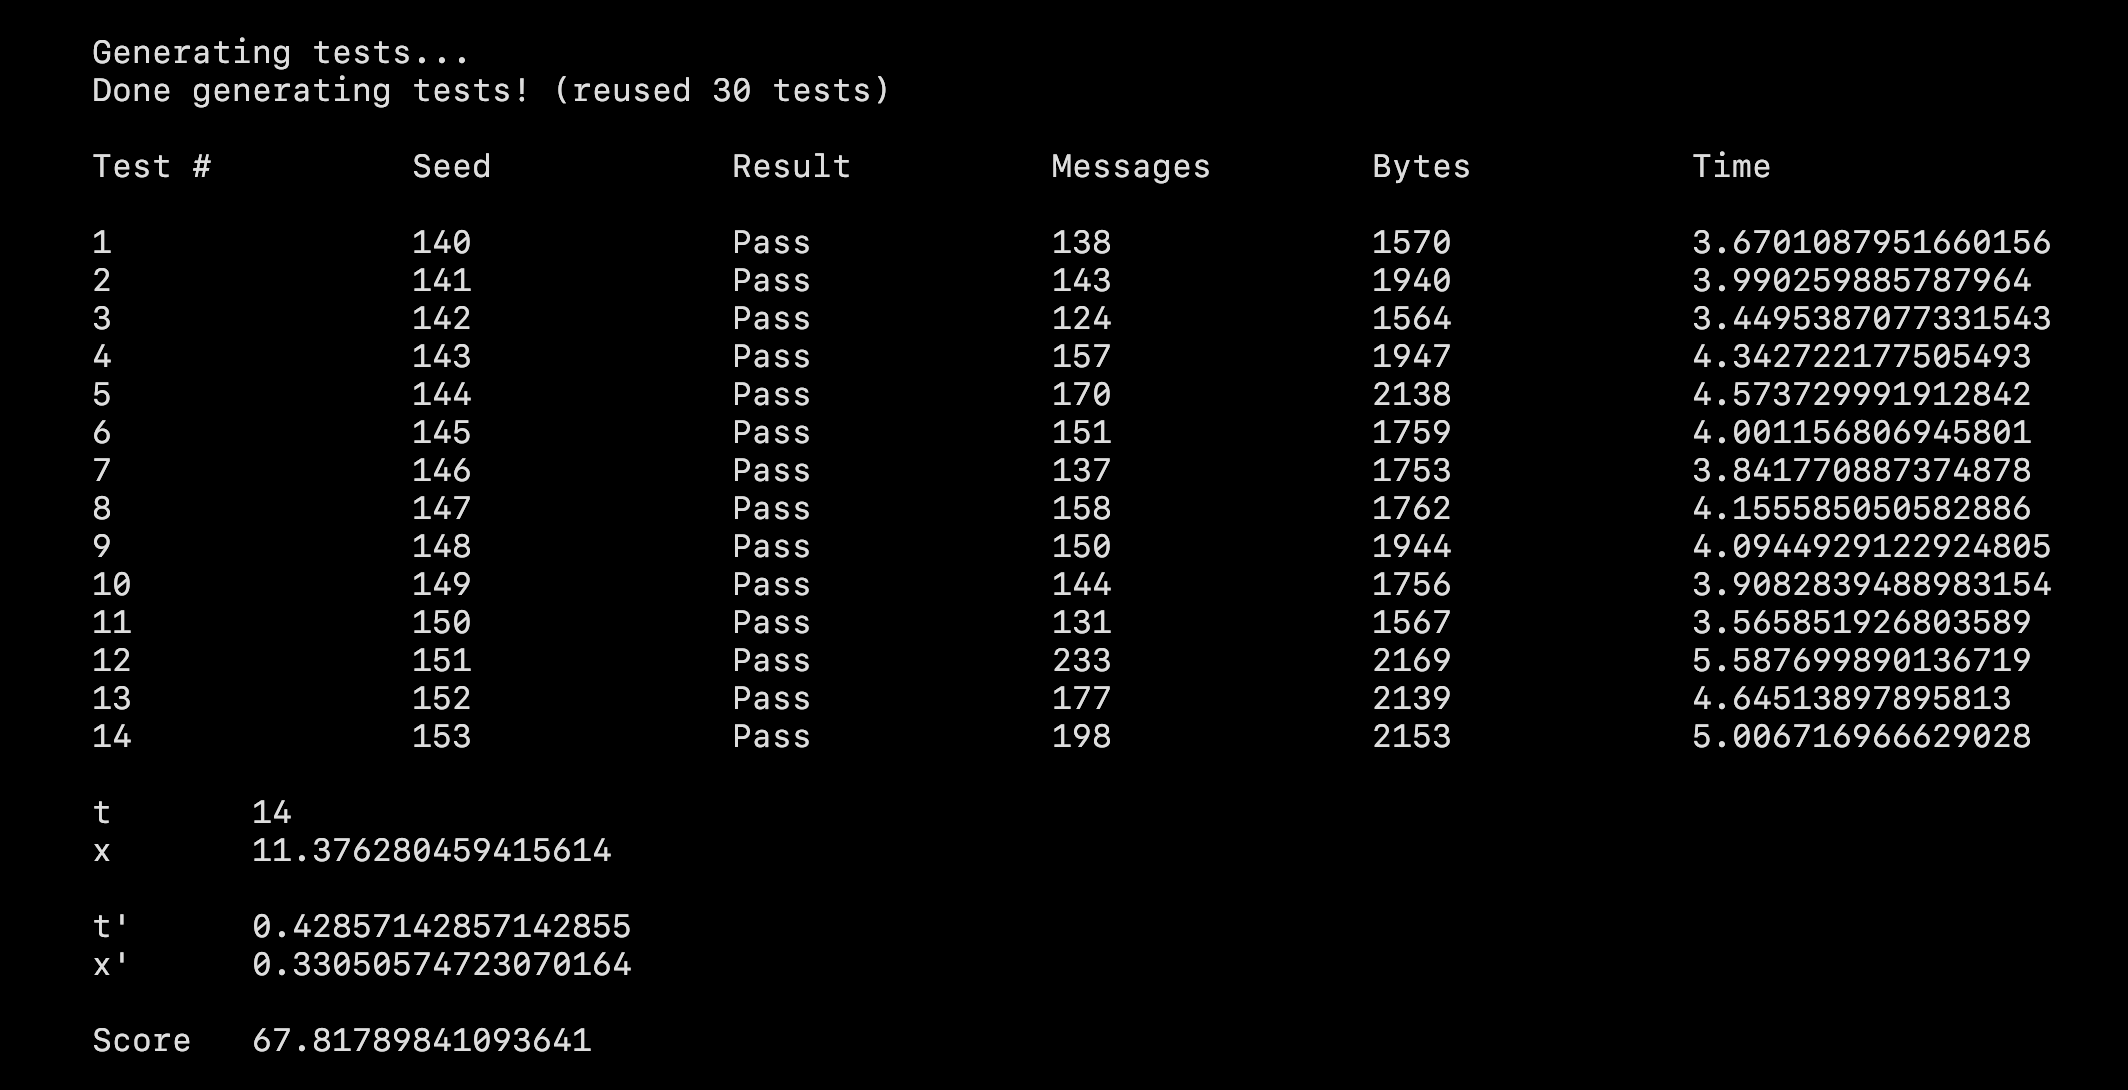 Generating tests...
Done generating tests! (reused 30 tests)
Test # Seed Result Messages Bytes Time
1 140 Pass 138 1570 3.6701087951660156
2 141 Pass 143 1940 3.990259885787964
3 142 Pass 124 1564 3.4495387077331543
4 143 Pass 157 1947 4.342722177505493
5 144 Pass 170 2138 4.573729991912842
6 145 Pass 151 1759 4.001156806945801
7 146 Pass 137 1753 3.841770887374878
8 147 Pass 158 1762 4.155585050582886
9 148 Pass 150 1944 4.0944929122924805
10 149 Pass 144 1756 3.9082839488983154
11 150 Pass 131 1567 3.565851926803589
12 151 Pass 233 2169 5.587699890136719
13 152 Pass 177 2139 4.64513897895813
14 153 Pass 198 2153 5.006716966629028
t 14
x 11.376280459415614
t' 0.42857142857142855
x' 0.33050574723070164
Score 67.81789841093641